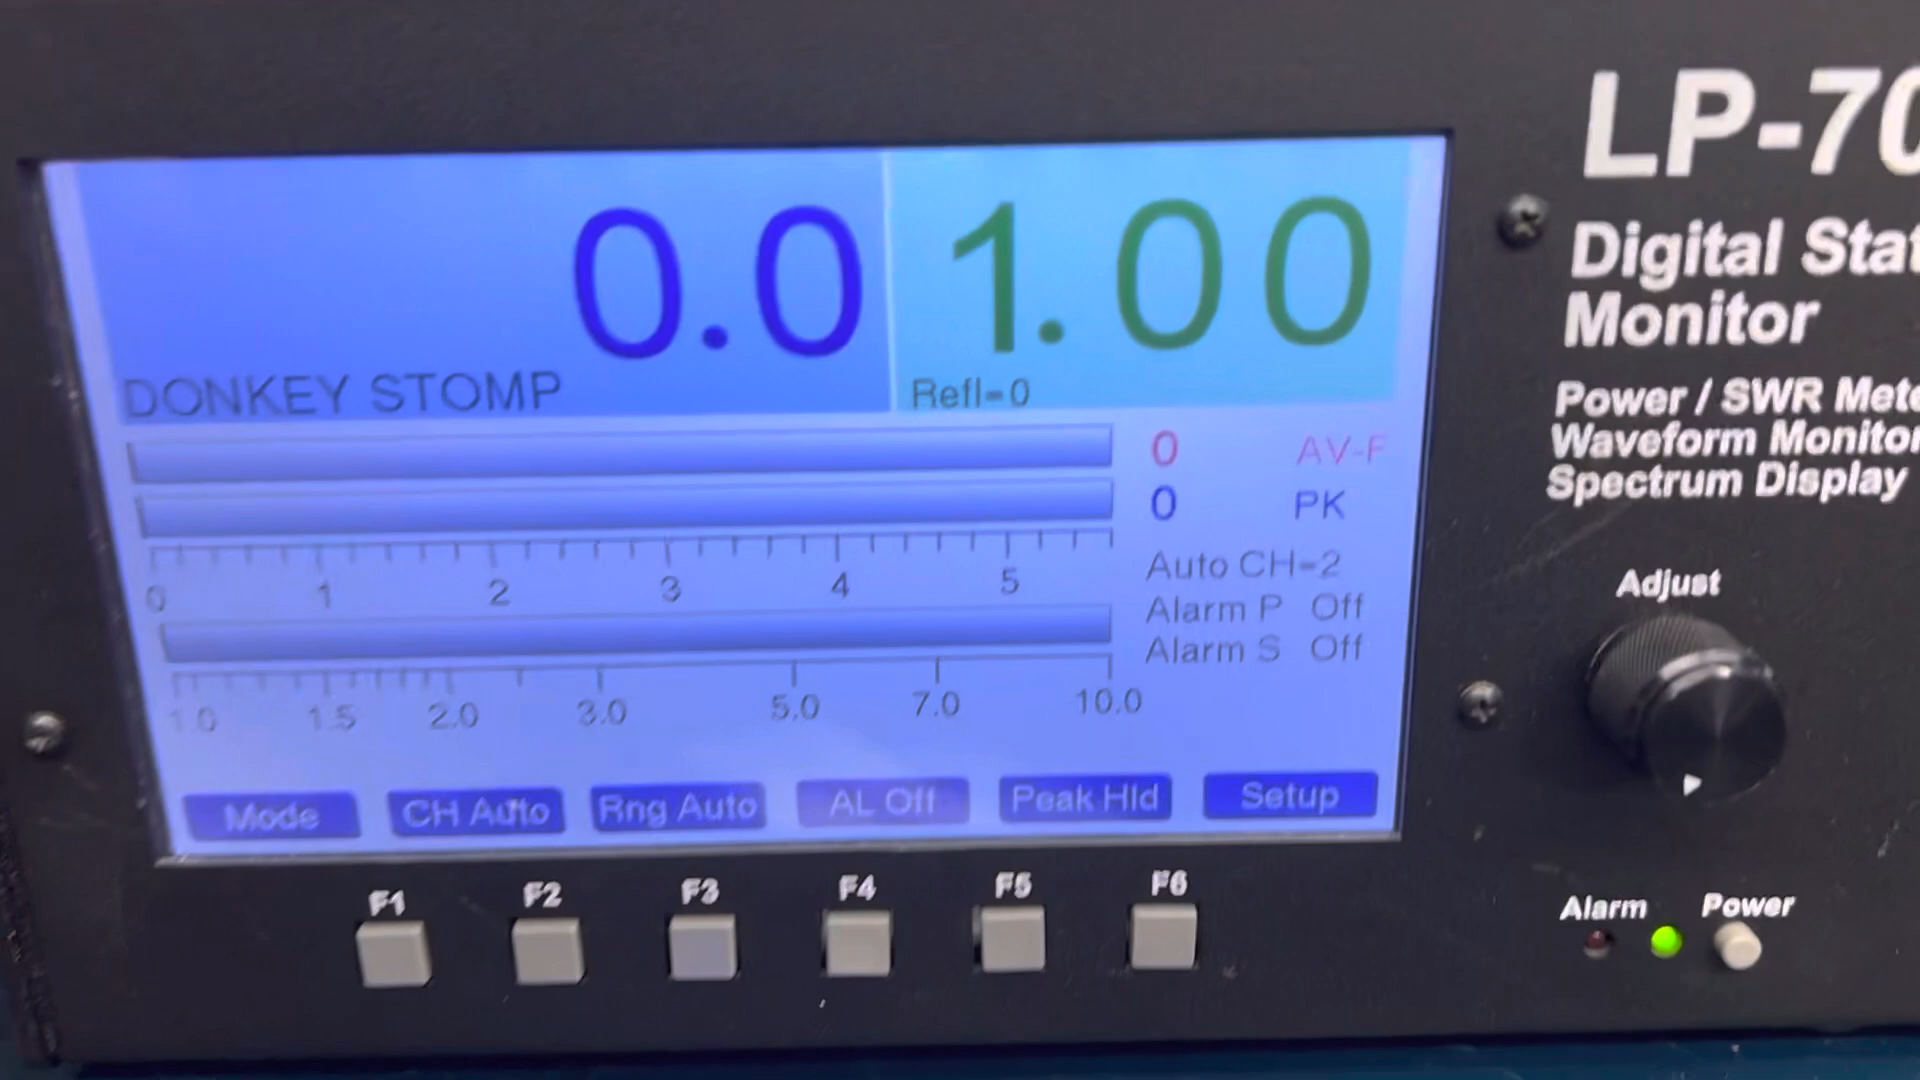 LP-70
Digital Stat
Monitor
Power / SWR Mete
Waveform Monitor
Spectrum Display
0.0
1.00
DONKEY STOMP
Refl=0
0 AV-F
0 PK
0 1 2 3 4 5
Auto CH=2
Alarm P Off
Alarm S Off
1.0 1.5 2.0 3.0 5.0 7.0 10.0
Mode CH Auto Rng Auto AL Off Peak Hld Setup
F1 F2 F3 F4 F5 F6
Adjust
Alarm Power